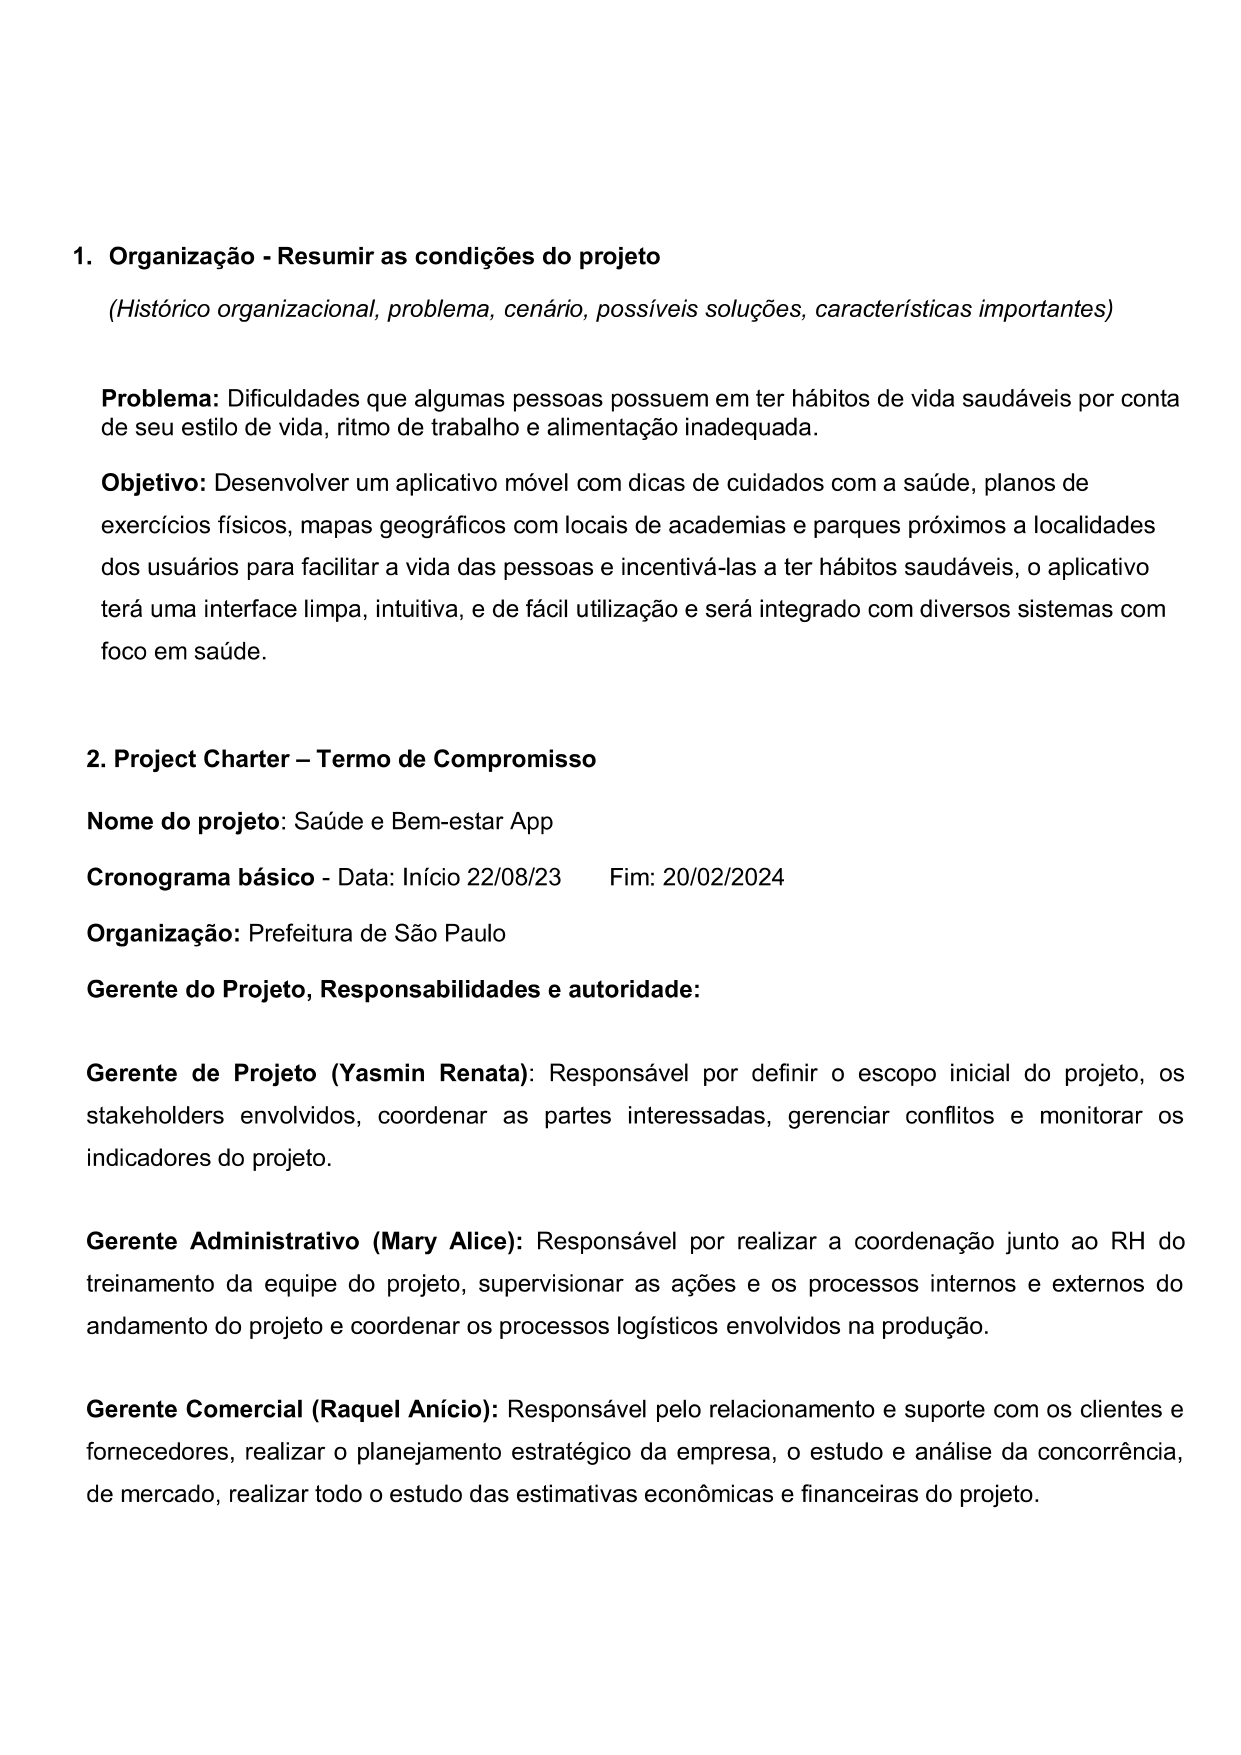 1. Organização - Resumir as condições do projeto
(Histórico organizacional, problema, cenário, possíveis soluções, características importantes)
Problema: Dificuldades que algumas pessoas possuem em ter hábitos de vida saudáveis por conta
de seu estilo de vida, ritmo de trabalho e alimentação inadequada.
Objetivo: Desenvolver um aplicativo móvel com dicas de cuidados com a saúde, planos de
exercícios físicos, mapas geográficos com locais de academias e parques próximos a localidades
dos usuários para facilitar a vida das pessoas e incentivá-las a ter hábitos saudáveis, o aplicativo
terá uma interface limpa, intuitiva, e de fácil utilização e será integrado com diversos sistemas com
foco em saúde.
2. Project Charter – Termo de Compromisso
Nome do projeto: Saúde e Bem-estar App
Cronograma básico - Data: Início 22/08/23 Fim: 20/02/2024
Organização: Prefeitura de São Paulo
Gerente do Projeto, Responsabilidades e autoridade:
Gerente de Projeto (Yasmin Renata): Responsável por definir o escopo inicial do projeto, os
stakeholders envolvidos, coordenar as partes interessadas, gerenciar conflitos e monitorar os
indicadores do projeto.
Gerente Administrativo (Mary Alice): Responsável por realizar a coordenação junto ao RH do
treinamento da equipe do projeto, supervisionar as ações e os processos internos e externos do
andamento do projeto e coordenar os processos logísticos envolvidos na produção.
Gerente Comercial (Raquel Anício): Responsável pelo relacionamento e suporte com os clientes e
fornecedores, realizar o planejamento estratégico da empresa, o estudo e análise da concorrência,
de mercado, realizar todo o estudo das estimativas econômicas e financeiras do projeto.